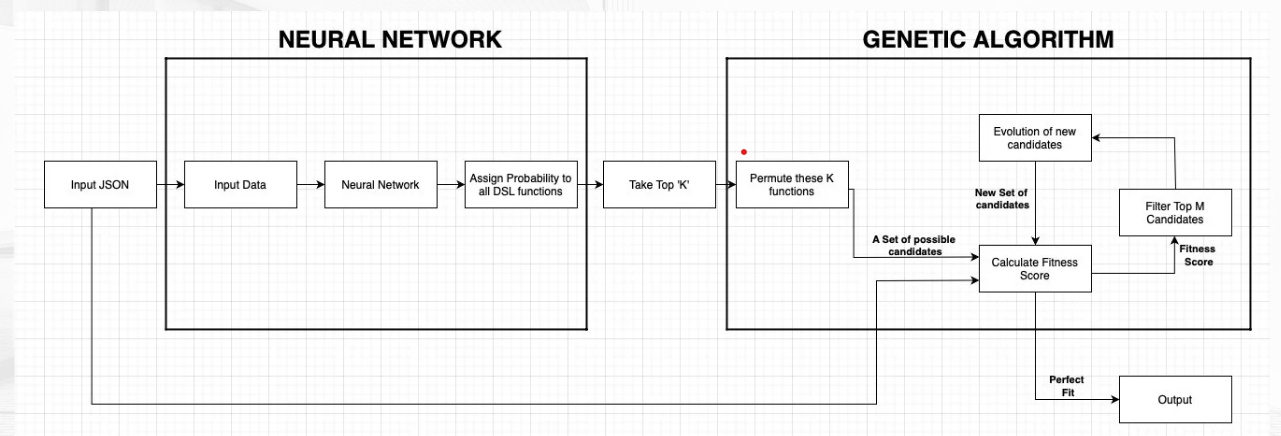 NEURAL NETWORK
GENETIC ALGORITHM
Input JSON
Input Data
Neural Network
Assign Probability to
all DSL functions
Take Top 'K'
Permute these K
functions
Evolution of new
candidates
New Set of
candidates
Filter Top M
Candidates
A Set of possible
candidates
Calculate Fitness
Score
Fitness
Score
Perfect
Fit
Output